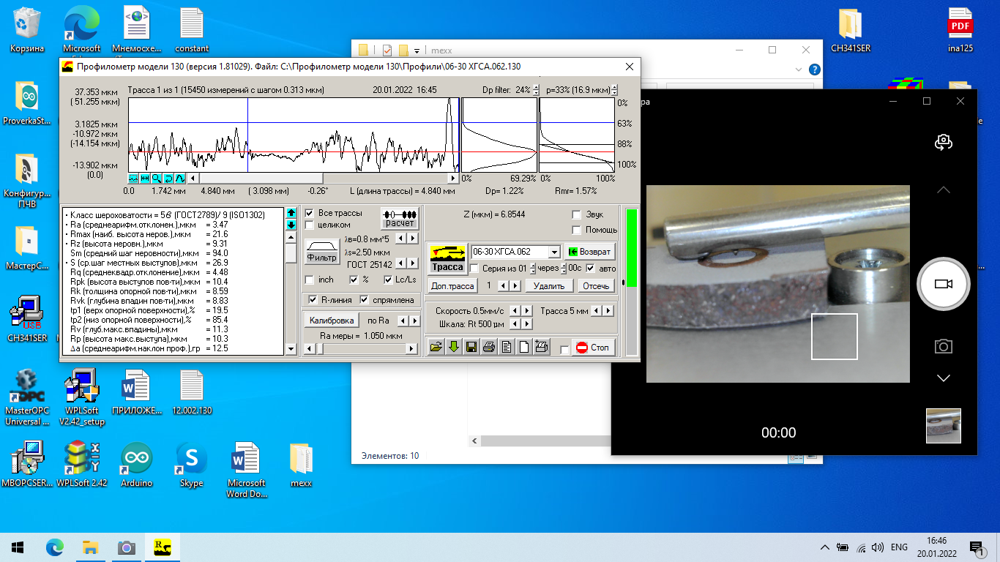 Корзина
Microsoft
Мнемосхе...
constant
ProverkaSt...
Конфигур...
ПЧВ
МастерС...
CH341SER
MasterOPC
Universal ...
WPLSoft
V2.42_setup
ПРИЛОЖЕ...
12.002.130
MBOPCSER...
WPLSoft 2.42
Arduino
Skype
Microsoft
Word Do...
mexx
CH341SER
PDF
ina125
mexx
Элементов: 10
Профилометр модели 130 (версия 1.81029). Файл: C:\Профилометр модели 130\Профили\06-30 ХГСА.062.130
37.353 мкм
( 51.255 мкм)
3.1825 мкм
-10.972 мкм
(-14.154 мкм)
-13.902 мкм
(0.0)
Трасса 1 из 1 (15450 измерений с шагом 0.313 мкм)
20.01.2022 16:45
Dp filter: 24%
p=33% (16.9 мкм)
0%
63%
88%
100%
0%
69.29%
0%
100%
0.0
1.742 мм
4.840 мм
( 3.098 мм)
-0.26°
L (длина трассы) = 4.840 мм
Dp= 1.22%
Rmr= 1.57%
• Класс шероховатости = 5в (ГОСТ2789)/ 9 (ISO1302)
• Ra (среднеарифм.отклонен.),мкм = 3.47
• Rmax (наиб. высота неров.),мкм = 21.6
• Rz (высота неровн.),мкм = 9.31
Sm (средний шаг неровности),мкм = 94.0
• S (ср.шаг местных выступов),мкм = 26.9
Rq (среднеквадр.отклонение),мкм = 4.48
Rpk (высота выступов пов-ти),мкм = 10.4
Rk (толщина опорной пов-ти),мкм = 8.59
Rvk (глубина впадин пов-ти),мкм = 8.83
tp1 (верх опорной поверхности),% = 19.5
tp2 (низ опорной поверхности),% = 85.4
Rv (глуб.макс.впадины),мкм = 11.3
Rp (высота макс.выступа),мкм = 10.3
Δa (среднеарифм.наклон проф.),гр = 12.5
Все трассы
целиком
расчет
Фильтр
λв=0.8 мм*5
λs=2.50 мкм
ГОСТ 25142
inch
%
Lc/Ls
R-линия
спрямлена
Калибровка
по Ra
Ra меры = 1.050 мкм
Z (мкм) = 6.8544
Звук
Помощь
Трасса
06-30 ХГСА.062
Возврат
Серия из 01
через
00с
авто
Доп.трасса
1
Удалить
Отсечь
Скорость 0.5мм/с
Трасса 5 мм
Шкала: Rt 500 µм
Стоп
ра
00:00
ENG
16:46
20.01.2022
1